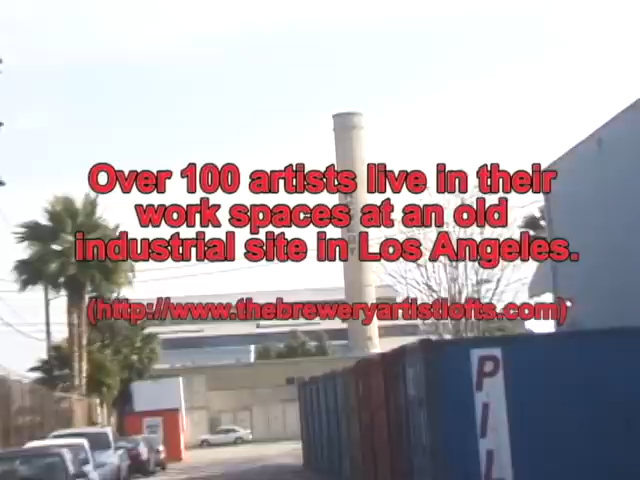 Over 100 artists live in their
work spaces at an old
industrial site in Los Angeles.
(http://www.thebreweryartistlofts.com)
PIL